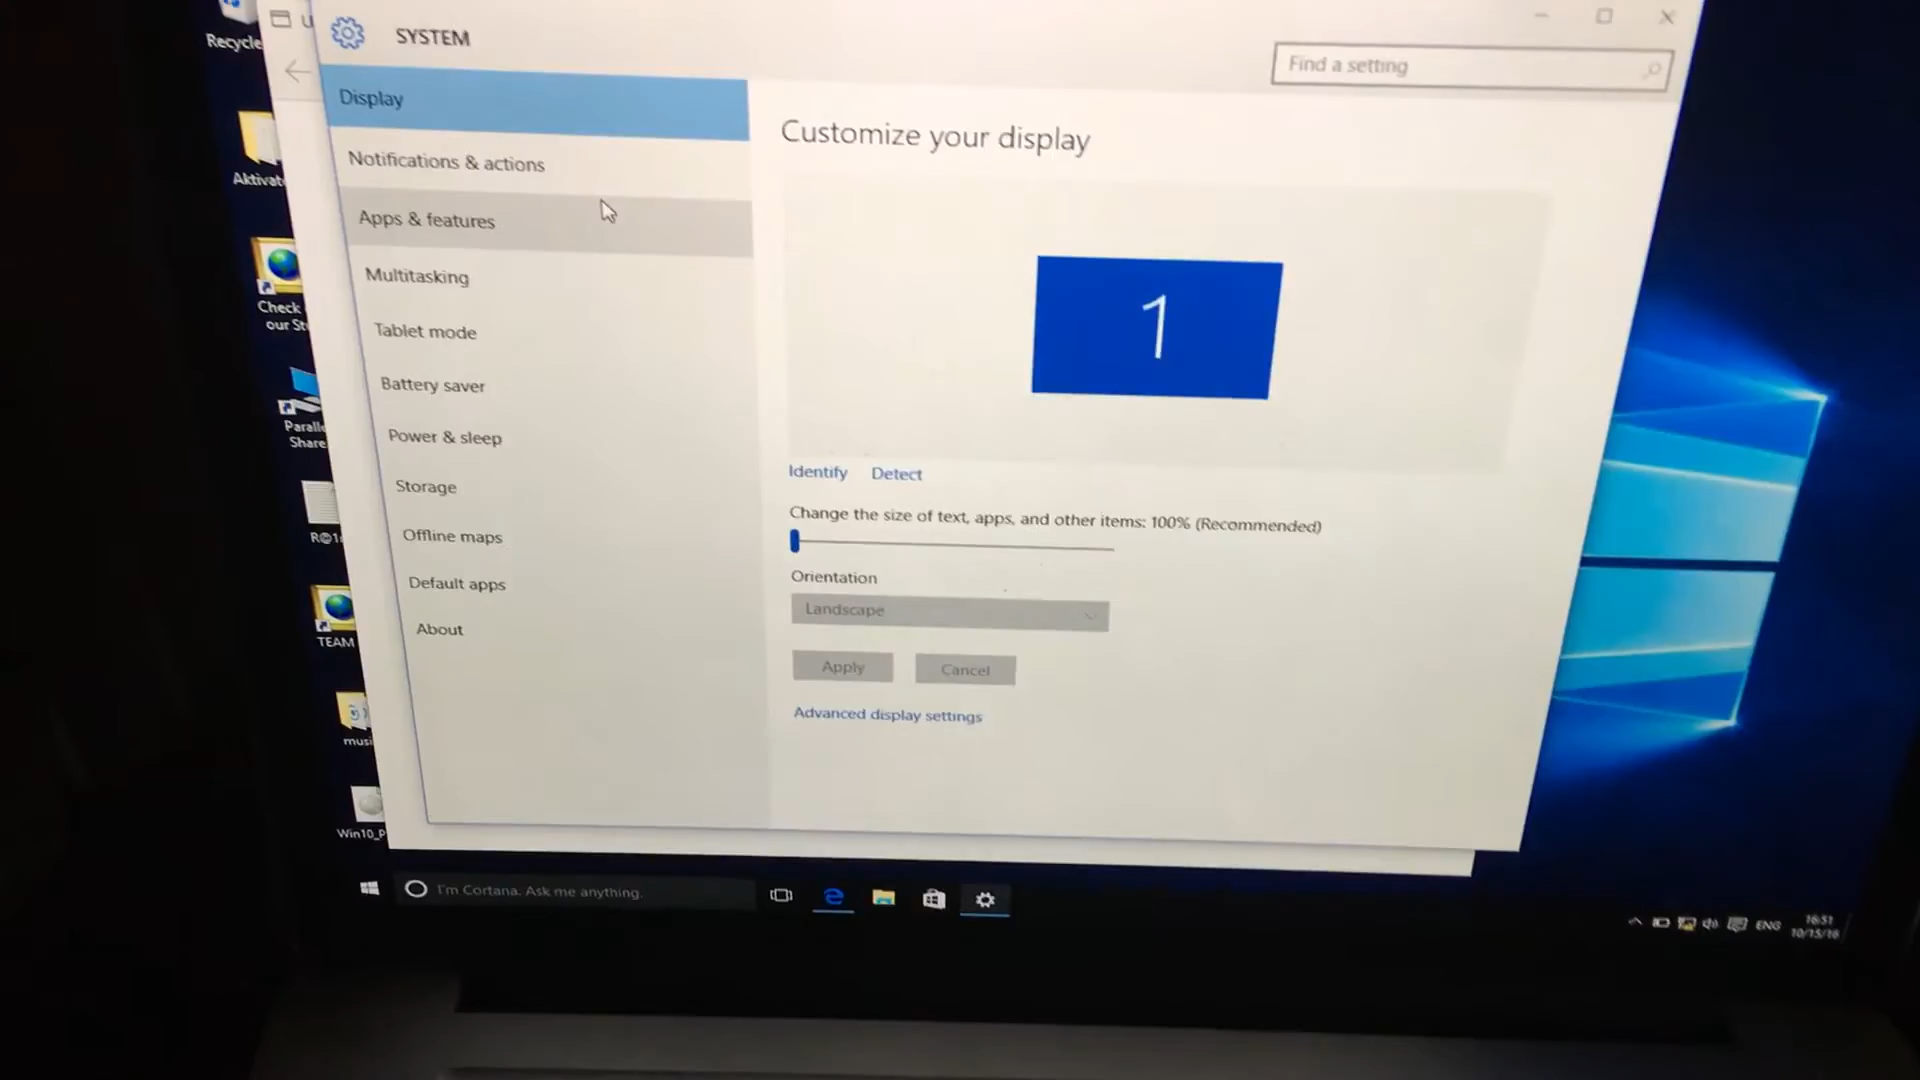 Recycle
SYSTEM
Find a setting
Display
Customize your display
Notifications & actions
Aktivat
Apps & features
Multitasking
Check
our St
Tablet mode
1
Battery saver
Parall
Share
Power & sleep
Identify Detect
Storage
Change the size of text, apps, and other items: 100% (Recommended)
R@1
Offline maps
Orientation
Default apps
Landscape
About
TEAM
Apply Cancel
Advanced display settings
musi
Win10_P
I'm Cortana. Ask me anything.
ENG
16:51
10/15/16